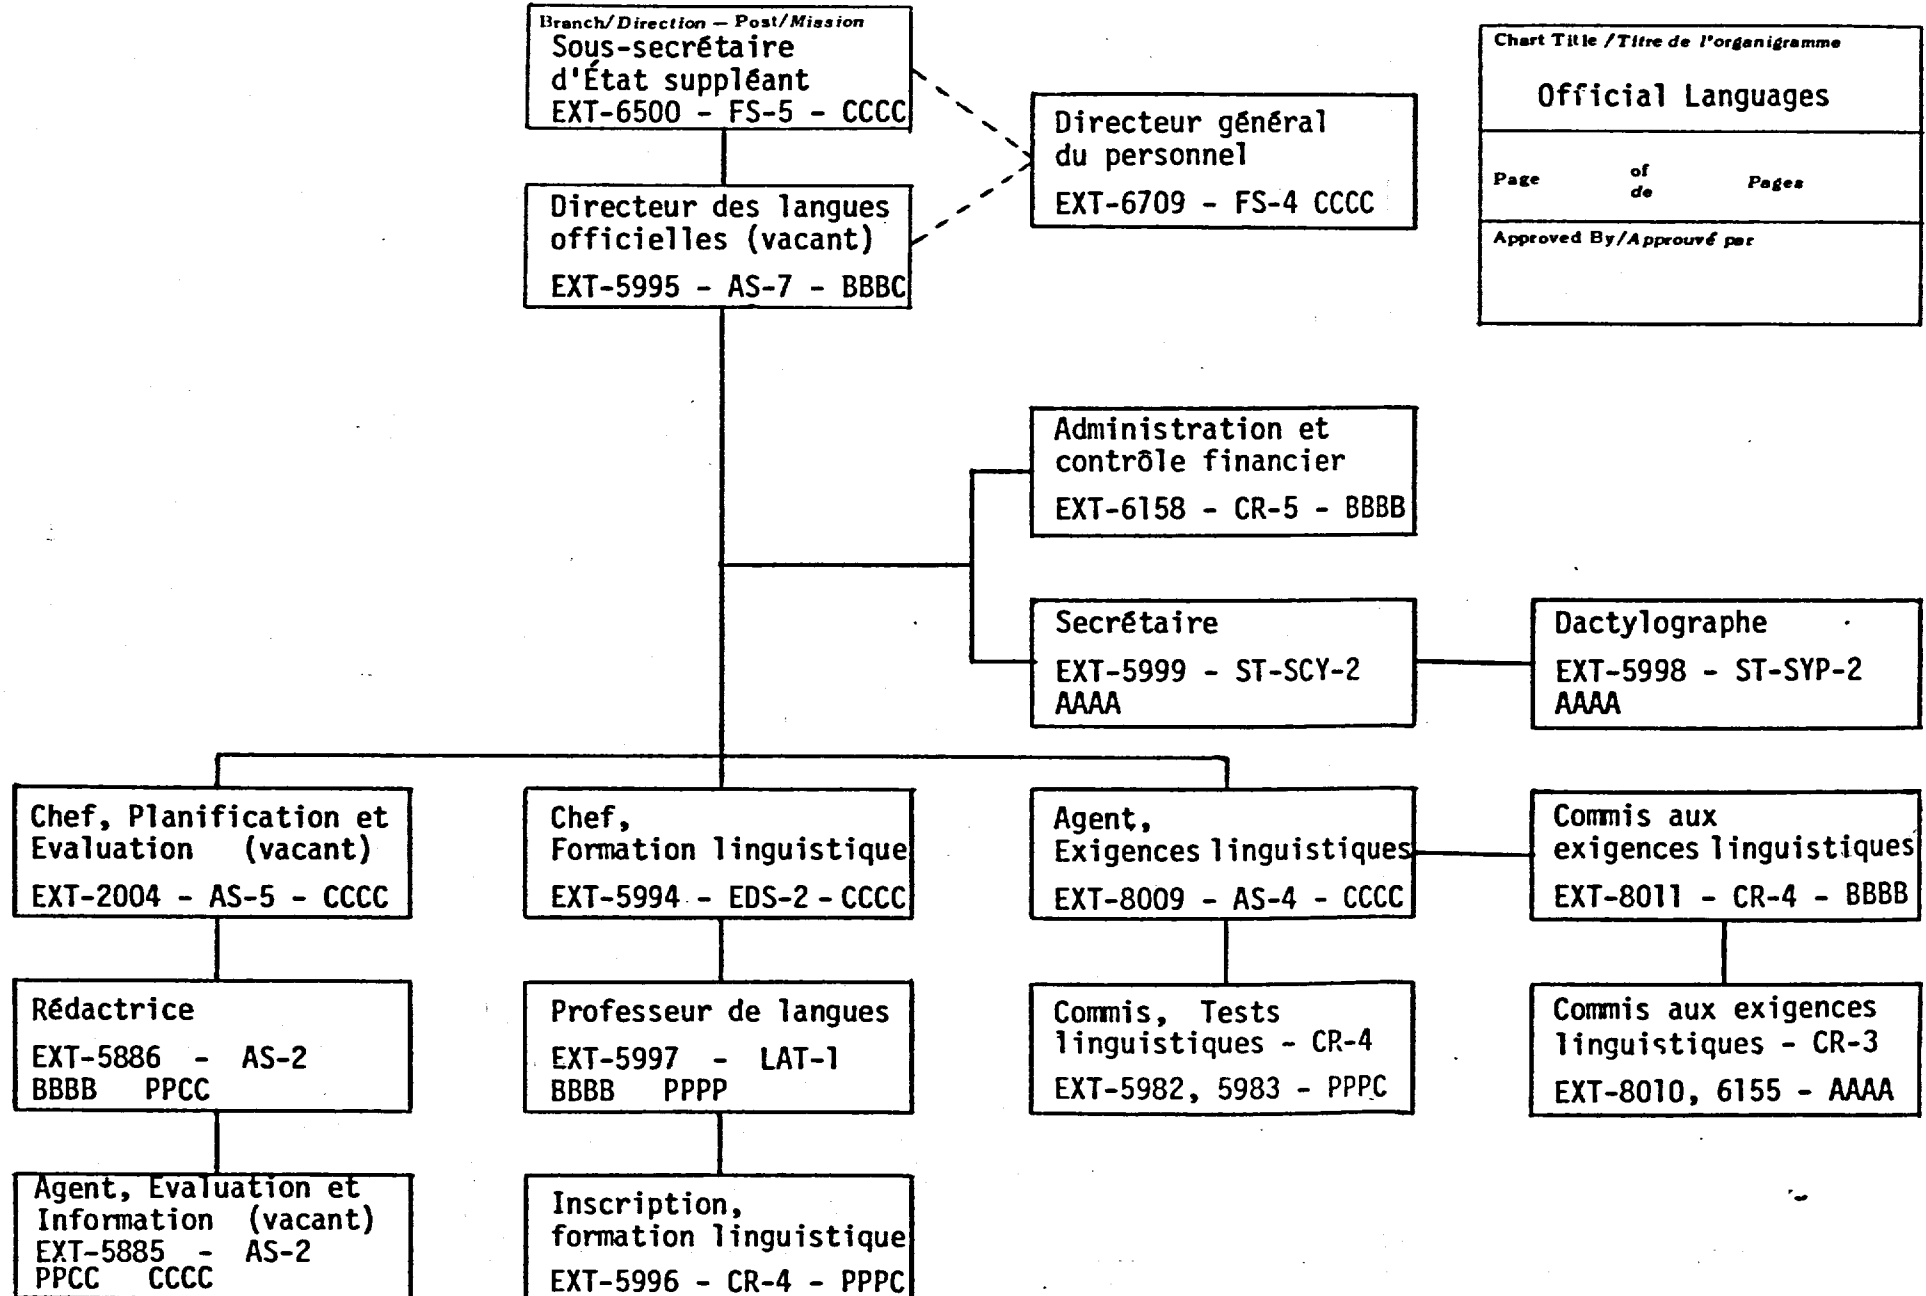 Branch/Direction — Post/Mission
Sous-secrétaire
d'État suppléant
EXT-6500 - FS-5 - CCCC
Directeur général
du personnel
EXT-6709 - FS-4 CCCC
Chart Title / Titre de l'organigramme
Official Languages
Page of Pages
de
Approved By/Approuvé par
Directeur des langues
officielles (vacant)
EXT-5995 - AS-7 - BBBC
Administration et
contrôle financier
EXT-6158 - CR-5 - BBBB
Secrétaire
EXT-5999 - ST-SCY-2
AAAA
Dactylographe
EXT-5998 - ST-SYP-2
AAAA
Chef, Planification et
Evaluation (vacant)
EXT-2004 - AS-5 - CCCC
Chef,
Formation linguistique
EXT-5994 - EDS-2 - CCCC
Agent,
Exigences linguistiques
EXT-8009 - AS-4 - CCCC
Commis aux
exigences linguistiques
EXT-8011 - CR-4 - BBBB
Rédactrice
EXT-5886 - AS-2
BBBB PPCC
Professeur de langues
EXT-5997 - LAT-1
BBBB PPPP
Commis, Tests
linguistiques - CR-4
EXT-5982, 5983 - PPPC
Commis aux exigences
linguistiques - CR-3
EXT-8010, 6155 - AAAA
Agent, Evaluation et
Information (vacant)
EXT-5885 - AS-2
PPCC CCCC
Inscription,
formation linguistique
EXT-5996 - CR-4 - PPPC